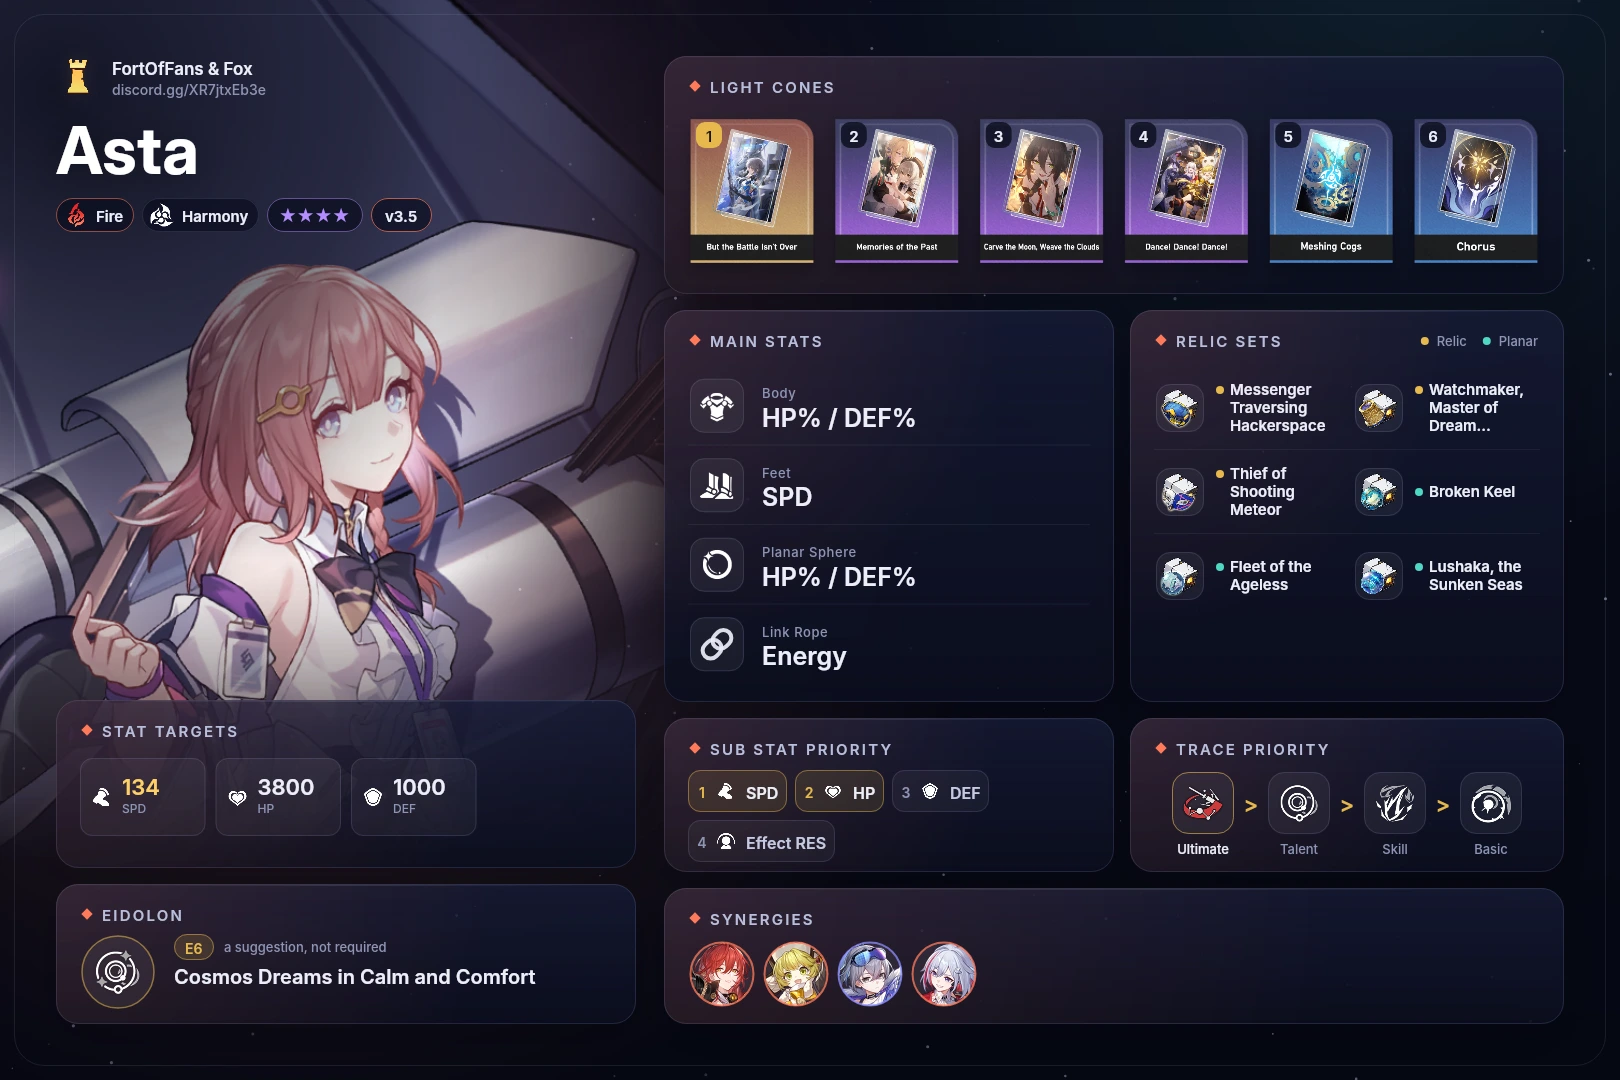 FortOfFans & Fox
discord.gg/XR7jtxEb3e
Asta
Fire
Harmony
v3.5
STAT TARGETS
134
SPD
3800
HP
1000
DEF
EIDOLON
E6
a suggestion, not required
Cosmos Dreams in Calm and Comfort
LIGHT CONES
1
But the Battle Isn't Over
2
Memories of the Past
3
Carve the Moon, Weave the Clouds
4
Dance! Dance! Dance!
5
Meshing Cogs
6
Chorus
MAIN STATS
Body
HP% / DEF%
Feet
SPD
Planar Sphere
HP% / DEF%
Link Rope
Energy
RELIC SETS
Relic
Planar
Messenger
Traversing
Hackerspace
Watchmaker,
Master of
Dream...
Thief of
Shooting
Meteor
Broken Keel
Fleet of the
Ageless
Lushaka, the
Sunken Seas
SUB STAT PRIORITY
1 SPD
2 HP
3 DEF
4 Effect RES
TRACE PRIORITY
> > >
Ultimate
Talent
Skill
Basic
SYNERGIES